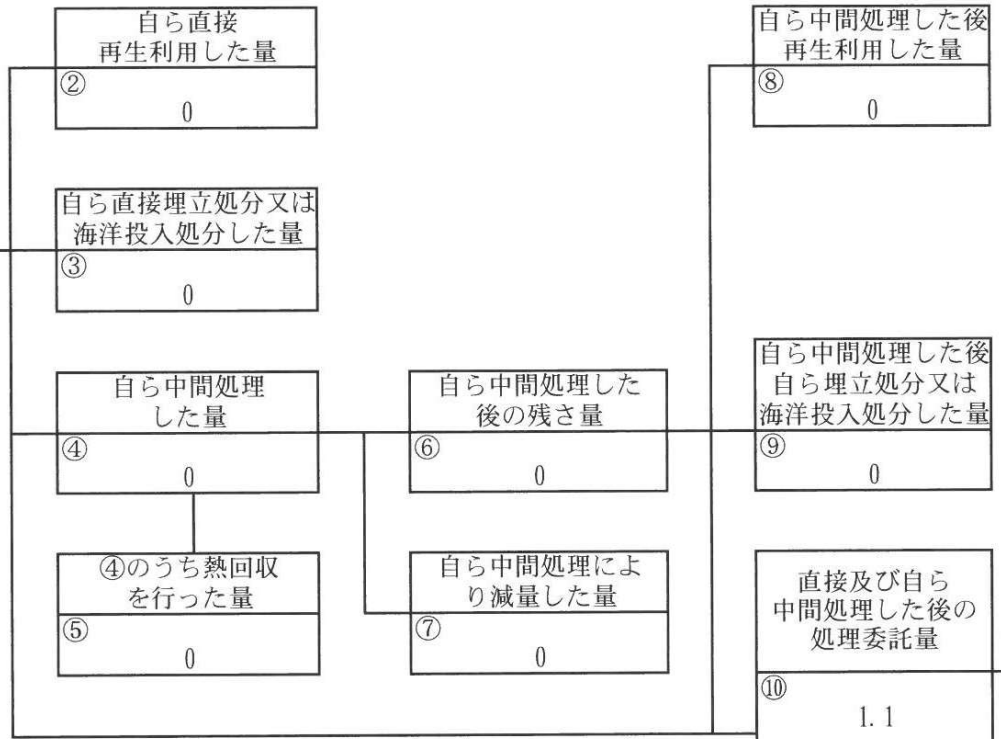 自ら直接
再生利用した量
②
0
自ら中間処理した後
再生利用した量
⑧
0
自ら直接埋立処分又は
海洋投入処分した量
③
0
自ら中間処理
した量
④
0
自ら中間処理した
後の残さ量
⑥
0
自ら中間処理した後
自ら埋立処分又は
海洋投入処分した量
⑨
0
④のうち熱回収
を行った量
⑤
0
自ら中間処理によ
り減量した量
⑦
0
直接及び自ら
中間処理した後の
処理委託量
⑩
1.1